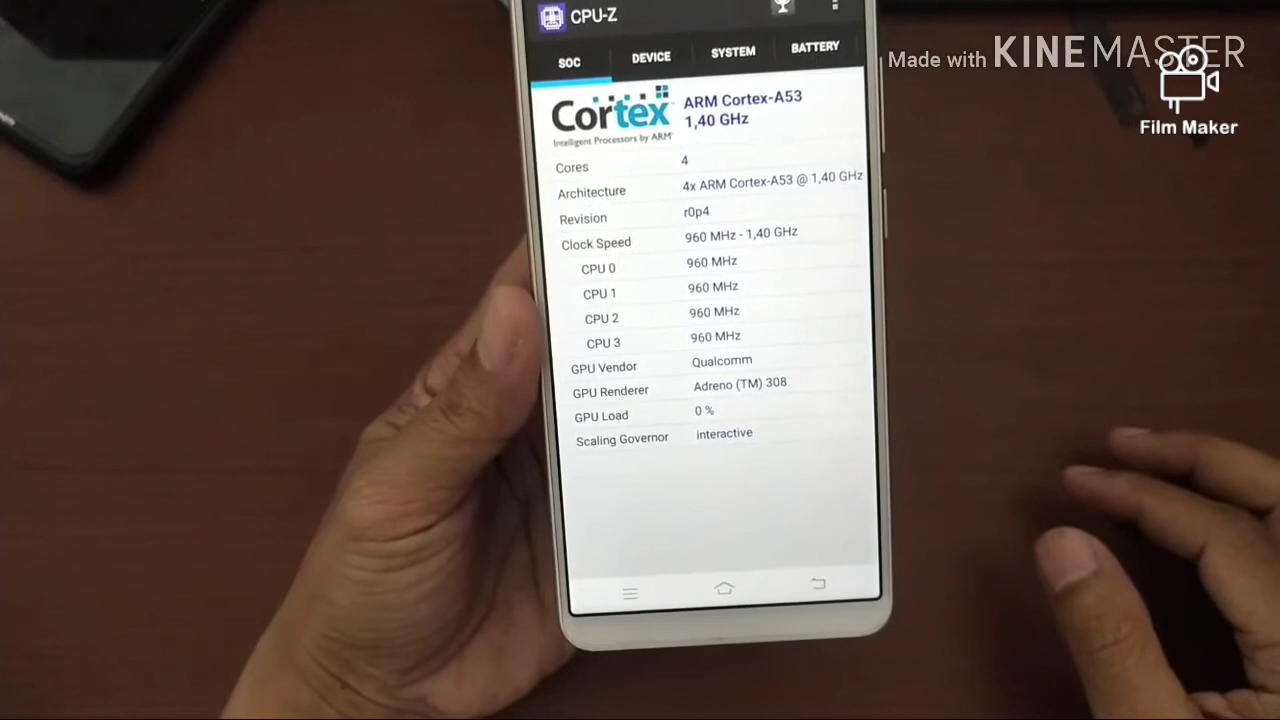 CPU-Z
SOC DEVICE SYSTEM BATTERY
Made with KINEMASTER
Film Maker
Cortex
Intelligent Processors by ARM
ARM Cortex-A53
1,40 GHz
Cores 4
Architecture 4x ARM Cortex-A53 @ 1,40 GHz
Revision r0p4
Clock Speed 960 MHz - 1,40 GHz
CPU 0 960 MHz
CPU 1 960 MHz
CPU 2 960 MHz
CPU 3 960 MHz
GPU Vendor Qualcomm
GPU Renderer Adreno (TM) 308
GPU Load 0 %
Scaling Governor interactive